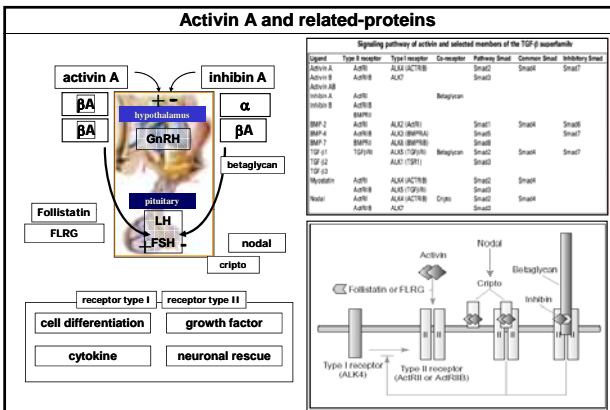 Activin A and related-proteins
activin A
inhibin A
+ -
βA
α
hypothalamus
βA
βA
GnRH
betaglycan
pituitary
Follistatin
LH
FLRG
+ FSH -
nodal
cripto
receptor type I
receptor type II
cell differentiation
growth factor
cytokine
neuronal rescue
Signaling pathway of activin and selected members of the TGF-β superfamily
Ligand Type II receptor Type I receptor Co-receptor Pathway Smad Common Smad Inhibitory Smad
Activin A ActRII ALK4 (ACTRIB) Smad2 Smad4 Smad7
Activin B ActRIIB ALK7 Smad3
Activin AB
Inhibin A ActRII Betaglycan
Inhibin B ActRIIB
BMPRII
BMP-2 ActRII ALK2 (ActRI) Smad1 Smad4 Smad6
BMP-4 ActRIIB ALK3 (BMPRIA) Smad5 Smad7
BMP-7 BMPRII ALK6 (BMPRIB) Smad8
TGF-β1 ALK5 Betaglycan Smad2 Smad4 Smad7
TGF-β2 ALK1 (TSR1) Smad3
TGF-β3
Myostatin ActRII ALK4 (ACTRIB) Smad2 Smad4
ActRIIB Smad3
Nodal ActRII ALK4 (ACTRIB) Cripto Smad2 Smad4
ActRIIB ALK7 Smad3
Nodal
Activin
Betaglycan
Cripto
Follistatin or FLRG
Inhibin
II II II II II II
Type I receptor
(ALK4)
Type II receptor
(ActRII or ActRIIB)